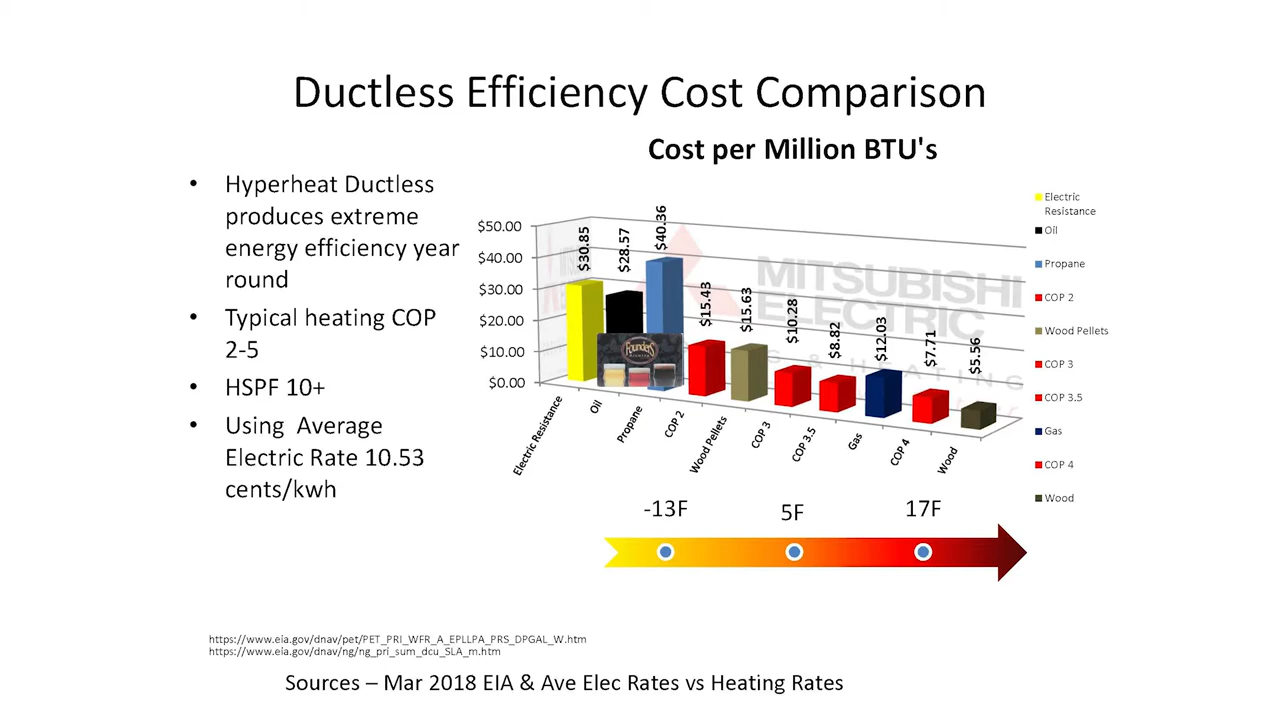 Ductless Efficiency Cost Comparison
Cost per Million BTU's
• Hyperheat Ductless
produces extreme
energy efficiency year
round
• Typical heating COP
2-5
• HSPF 10+
• Using Average
Electric Rate 10.53
cents/kwh
$50.00
$40.00
$30.00
$20.00
$10.00
$0.00
$30.85
$28.57
$40.36
$15.43
$15.63
$10.28
$8.82
$12.03
$7.71
$5.56
MITSUBISHI
ELECTRIC
G & HEATING
FOUNDERS
Electric Resistance
Oil
Propane
COP 2
Wood Pellets
COP 3
COP 3.5
Gas
COP 4
Wood
Electric
Resistance
Oil
Propane
COP 2
Wood Pellets
COP 3
COP 3.5
Gas
COP 4
Wood
-13F
5F
17F
https://www.eia.gov/dnav/pet/PET_PRI_WFR_A_EPLLPA_PRS_DPGAL_W.htm
https://www.eia.gov/dnav/ng/ng_pri_sum_dcu_SLA_m.htm
Sources – Mar 2018 EIA & Ave Elec Rates vs Heating Rates